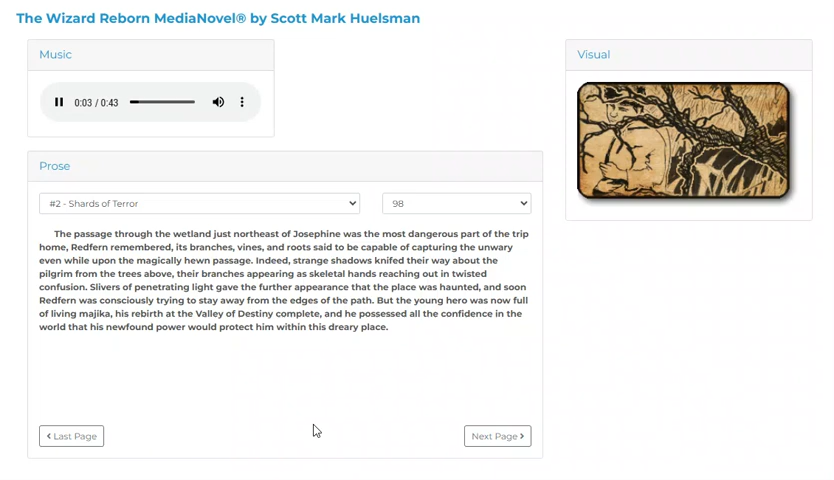 The Wizard Reborn MediaNovel® by Scott Mark Huelsman
Music
0:03 / 0:43
Visual
Prose
#2 - Shards of Terror
98
The passage through the wetland just northeast of Josephine was the most dangerous part of the trip
home, Redfern remembered, its branches, vines, and roots said to be capable of capturing the unwary
even while upon the magically hewn passage. Indeed, strange shadows knifed their way about the
pilgrim from the trees above, their branches appearing as skeletal hands reaching out in twisted
confusion. Slivers of penetrating light gave the further appearance that the place was haunted, and soon
Redfern was consciously trying to stay away from the edges of the path. But the young hero was now full
of living majika, his rebirth at the Valley of Destiny complete, and he possessed all the confidence in the
world that his newfound power would protect him within this dreary place.
Last Page
Next Page